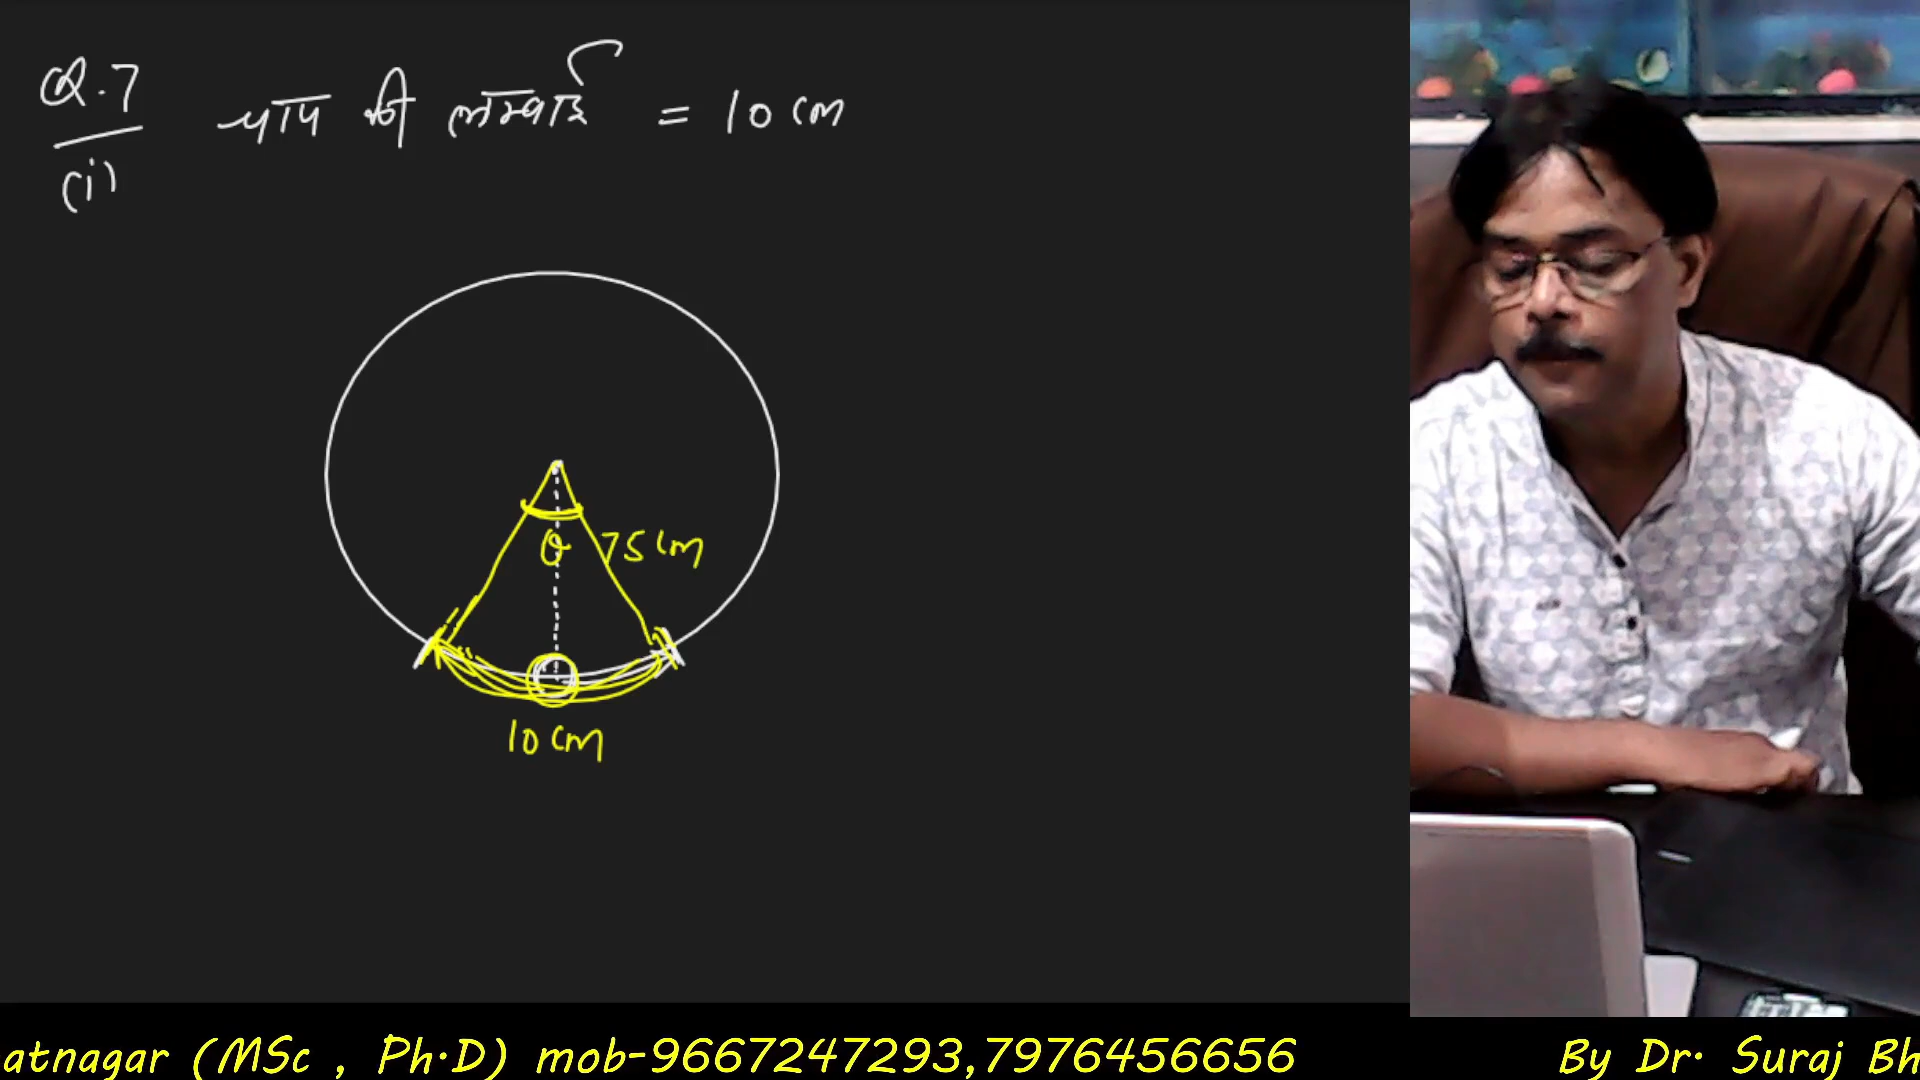 Q.7 चाप की लम्बाई = 10 cm
(i)
θ 75 cm
10 cm
atnagar (MSc , Ph.D) mob-9667247293,7976456656 By Dr. Suraj Bh